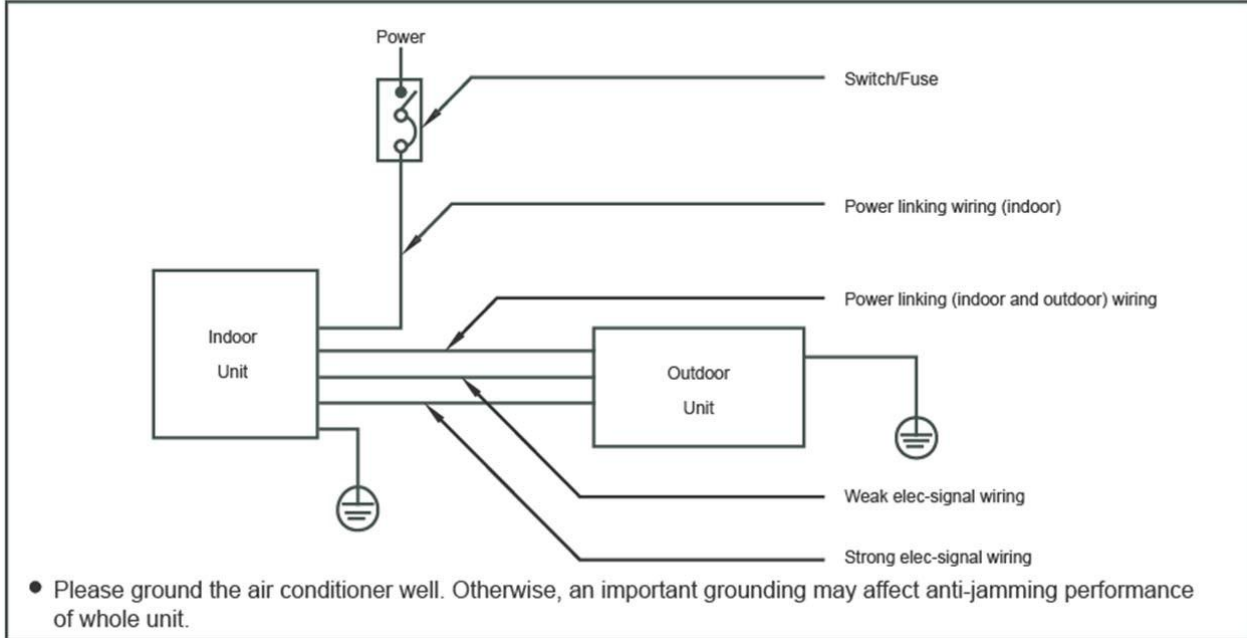 Power
Switch/Fuse
Power linking wiring (indoor)
Power linking (indoor and outdoor) wiring
Indoor
Unit
Outdoor
Unit
Weak elec-signal wiring
Strong elec-signal wiring
● Please ground the air conditioner well. Otherwise, an important grounding may affect anti-jamming performance
of whole unit.